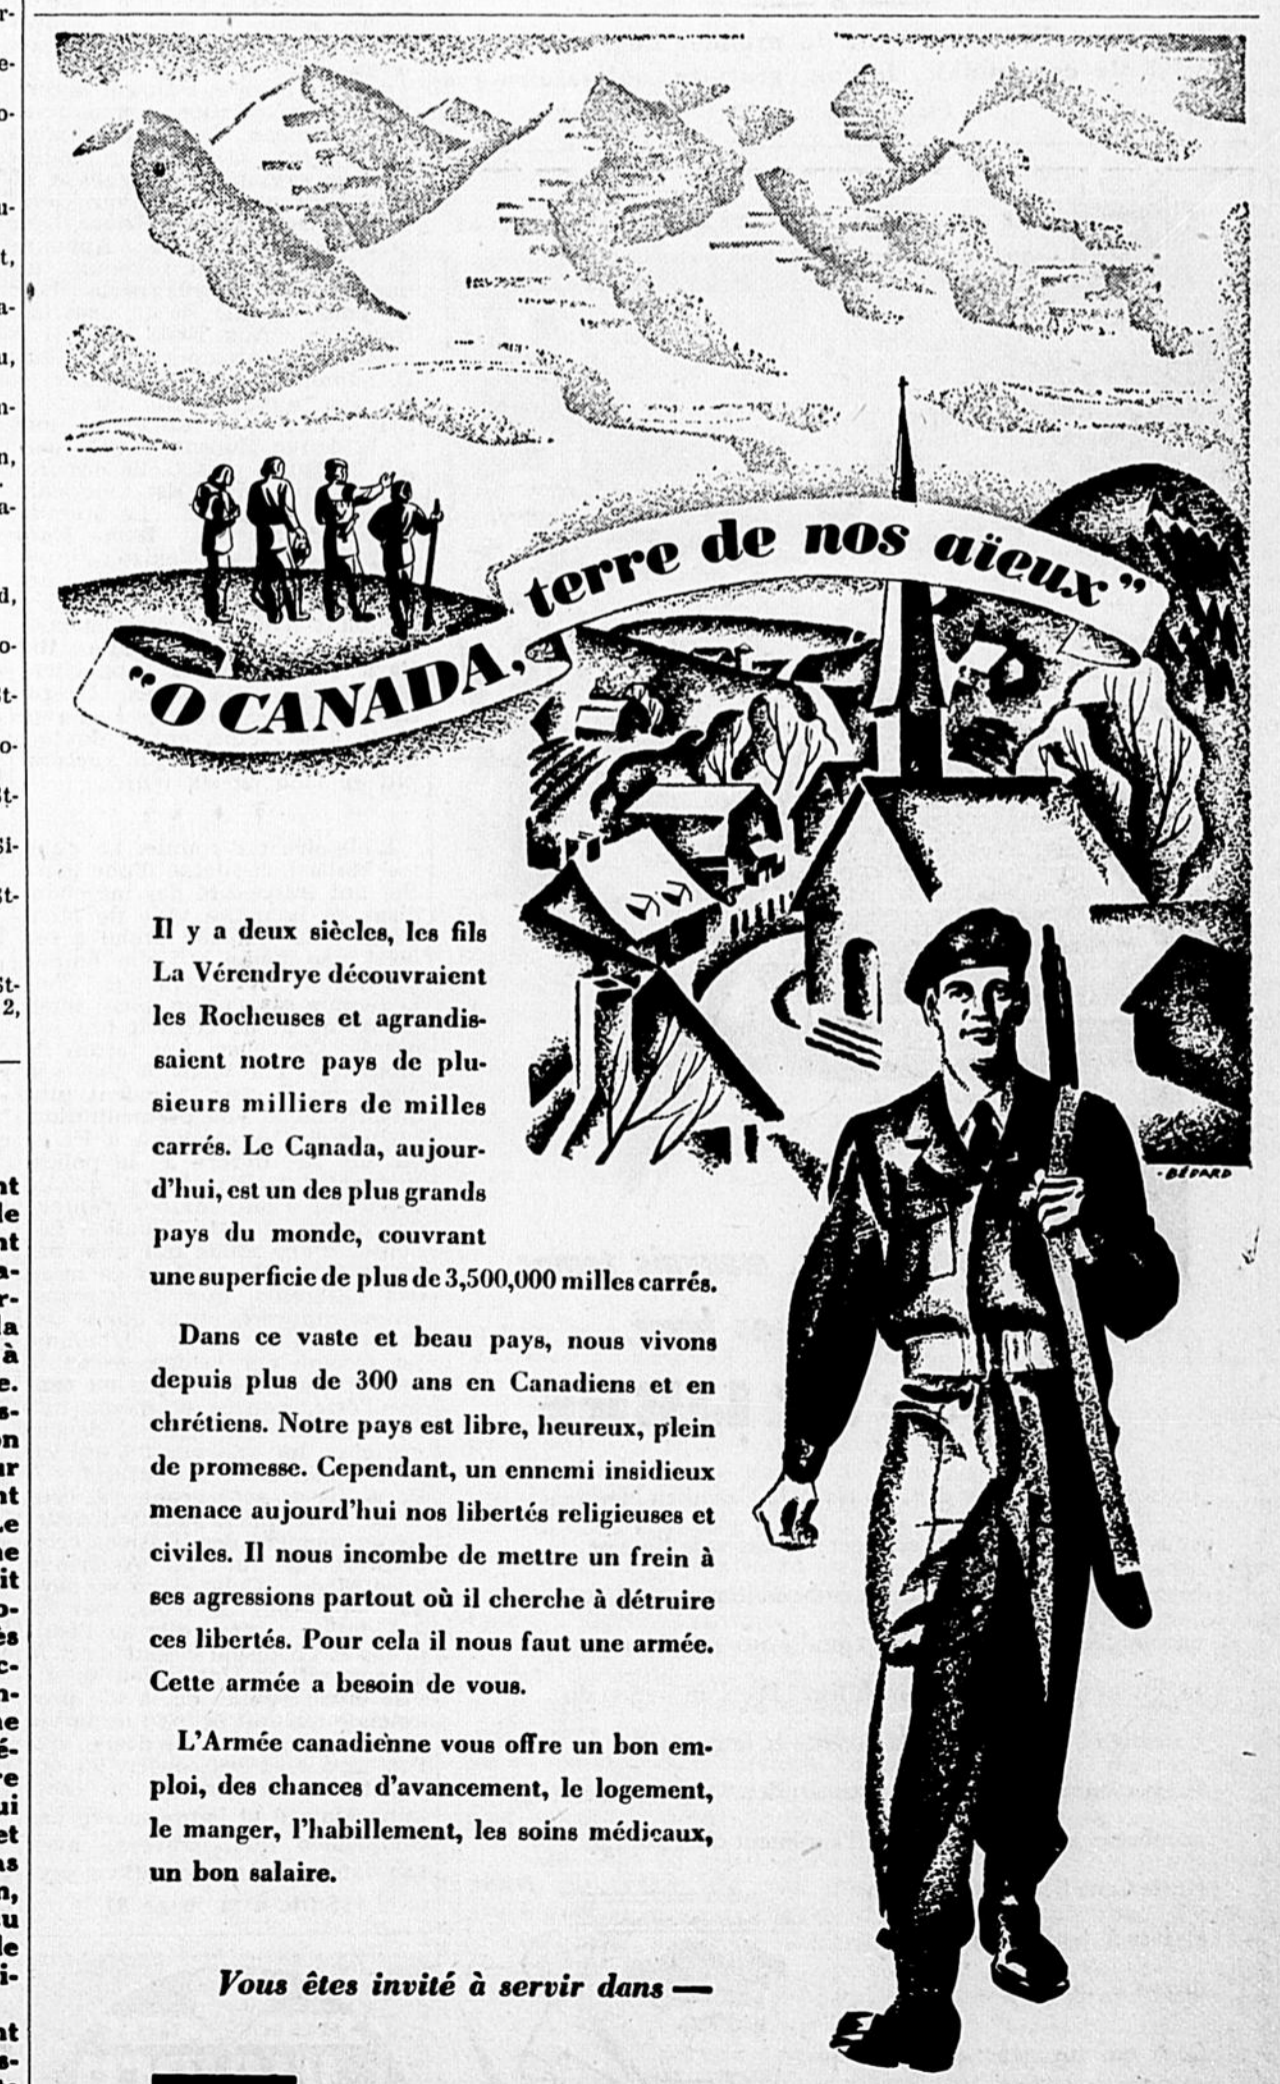 "O CANADA, terre de nos aïeux"
Il y a deux siècles, les fils
La Vérendrye découvraient
les Rocheuses et agrandis-
saient notre pays de plu-
sieurs milliers de milles
carrés. Le Canada, aujour-
d'hui, est un des plus grands
pays du monde, couvrant
une superficie de plus de 3,500,000 milles carrés.
-BÉDARD
Dans ce vaste et beau pays, nous vivons
depuis plus de 300 ans en Canadiens et en
chrétiens. Notre pays est libre, heureux, plein
de promesse. Cependant, un ennemi insidieux
menace aujourd'hui nos libertés religieuses et
civiles. Il nous incombe de mettre un frein à
ses agressions partout où il cherche à détruire
ces libertés. Pour cela il nous faut une armée.
Cette armée a besoin de vous.
L'Armée canadienne vous offre un bon em-
ploi, des chances d'avancement, le logement,
le manger, l'habillement, les soins médicaux,
un bon salaire.
Vous êtes invité à servir dans —